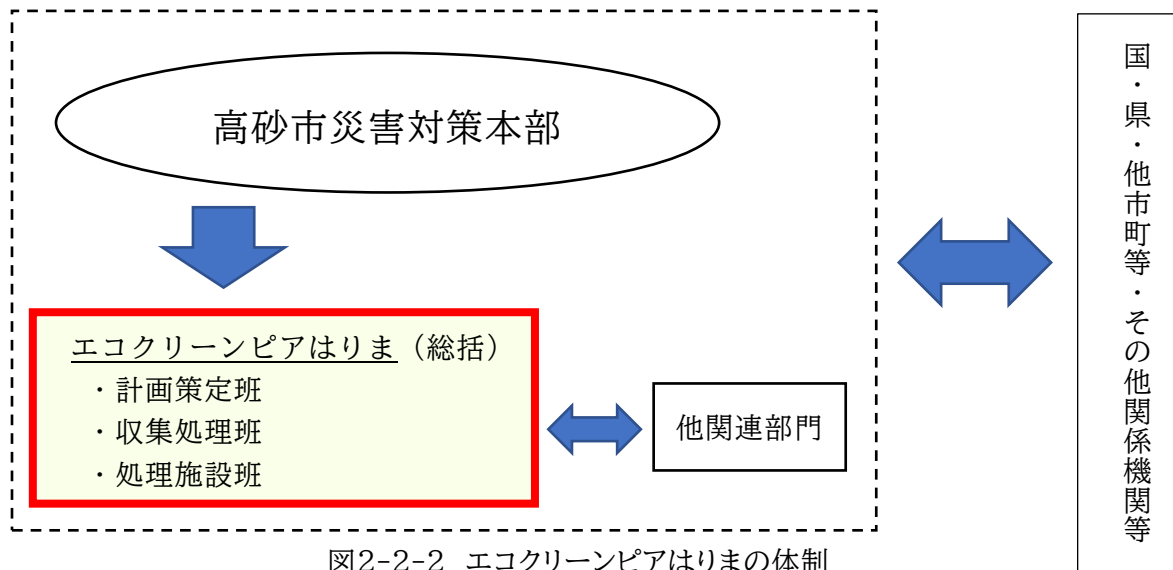 高砂市災害対策本部
エコクリーンピアはりま（総括）
・計画策定班
・収集処理班
・処理施設班
他関連部門
国・県・他市町等・その他関係機関等
図2-2-2 エコクリーンピアはりまの体制